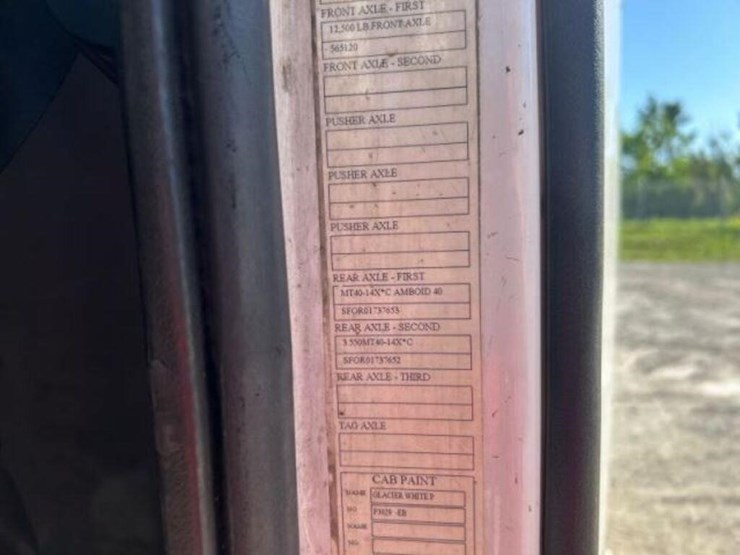 FRONT AXLE - FIRST
12,500 LB.FRONT AXLE
565120
FRONT AXLE - SECOND
PUSHER AXLE
PUSHER AXLE
PUSHER AXLE
REAR AXLE - FIRST
MT40-14X*C AMBOID 40
SFOR01737653
REAR AXLE - SECOND
3.550MT40-14X*C
SFOR01737652
REAR AXLE - THIRD
TAG AXLE
CAB PAINT
NAME GLACIER WHITE P
NO P3029 -EB
NAME
NO.